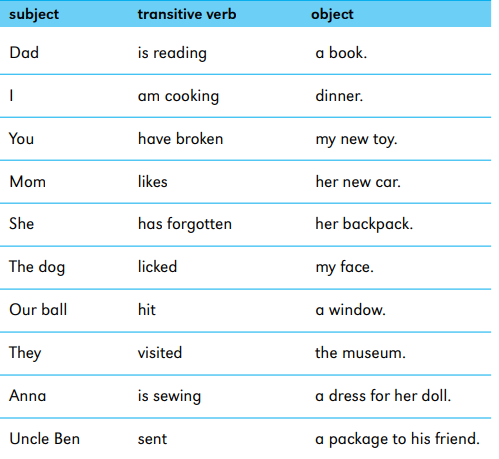 subject transitive verb object
Dad is reading a book.
I am cooking dinner.
You have broken my new toy.
Mom likes her new car.
She has forgotten her backpack.
The dog licked my face.
Our ball hit a window.
They visited the museum.
Anna is sewing a dress for her doll.
Uncle Ben sent a package to his friend.